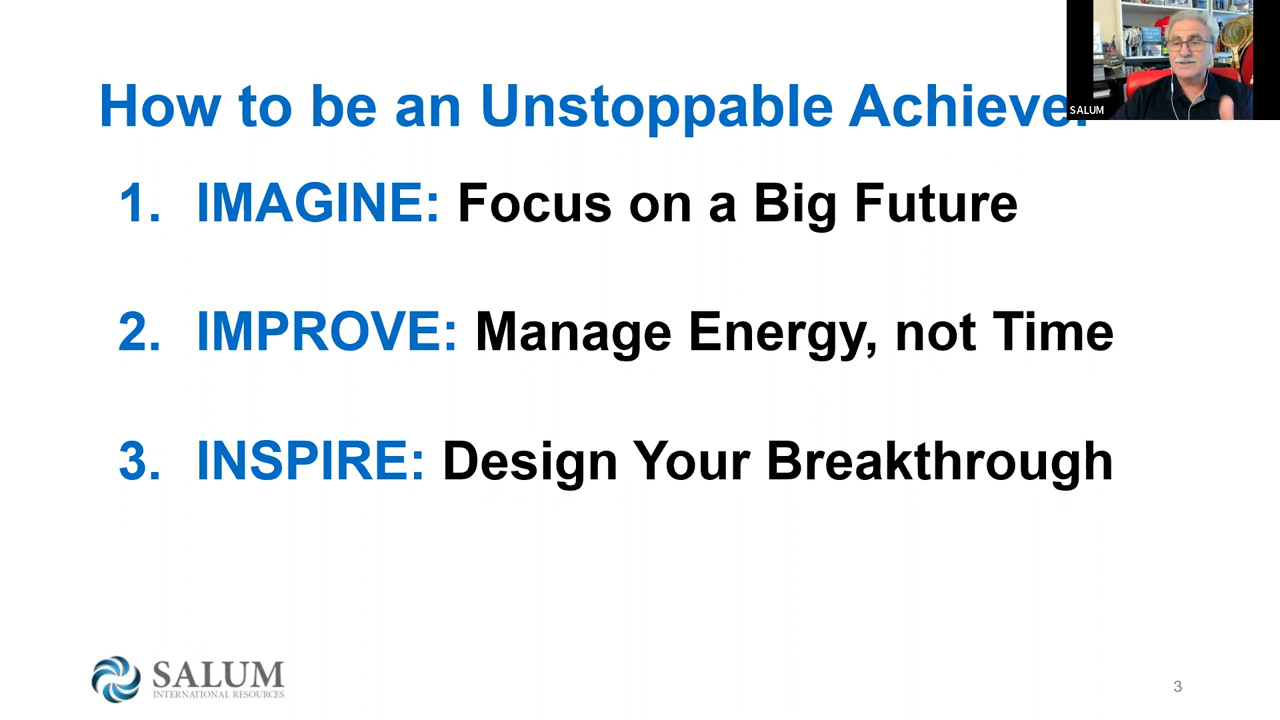 How to be an Unstoppable Achiever
SALUM
1. IMAGINE: Focus on a Big Future
2. IMPROVE: Manage Energy, not Time
3. INSPIRE: Design Your Breakthrough
SALUM
INTERNATIONAL RESOURCES
3